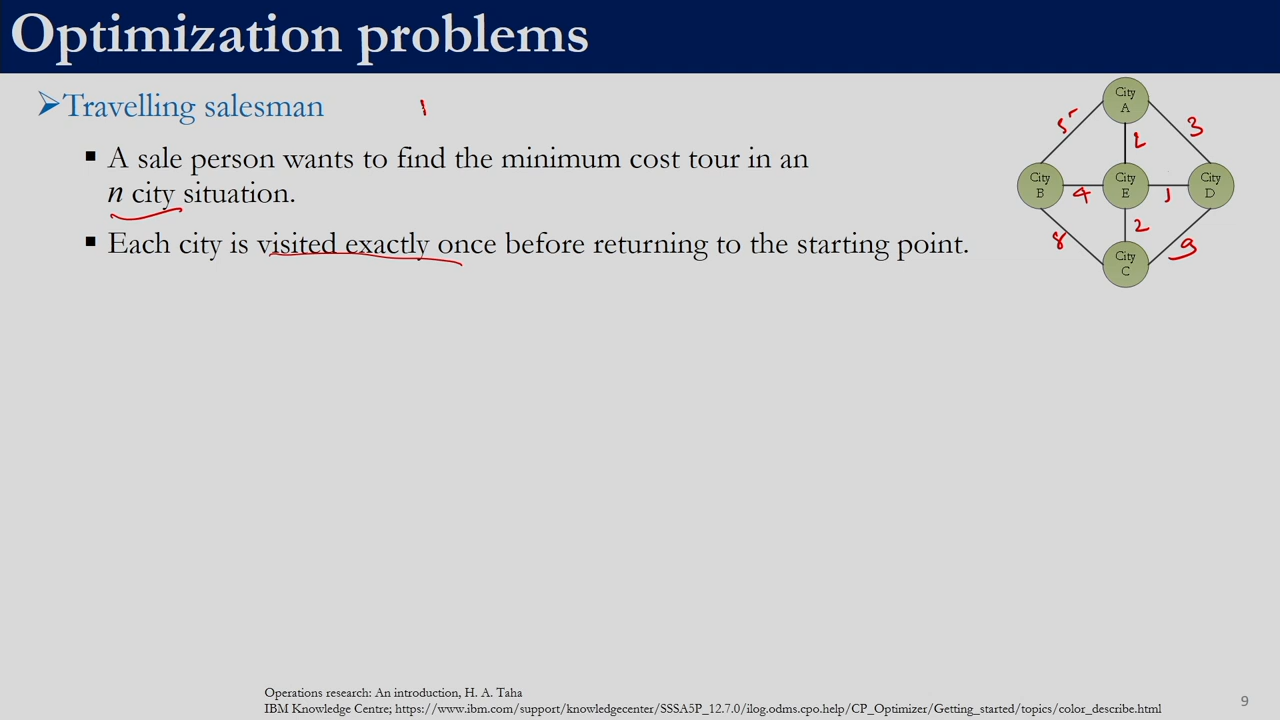 Optimization problems
➢Travelling salesman
▪ A sale person wants to find the minimum cost tour in an
n city situation.
▪ Each city is visited exactly once before returning to the starting point.
City
A
5
3
City
B
4
City
E
1
City
D
2
8
9
City
C
Operations research: An introduction, H. A. Taha
IBM Knowledge Centre; https://www.ibm.com/support/knowledgecenter/SSSA5P_12.7.0/ilog.odms.cpo.help/CP_Optimizer/Getting_started/topics/color_describe.html
9